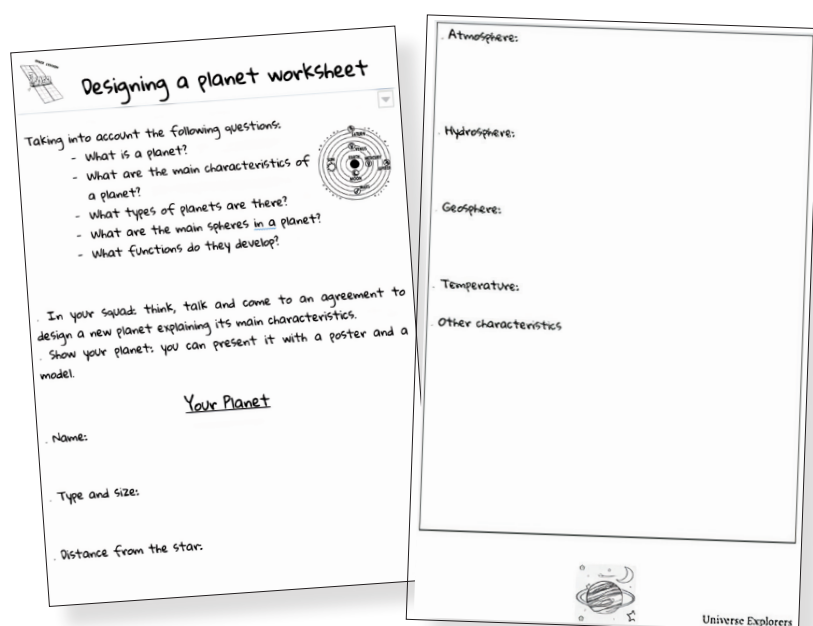 Designing a planet worksheet
Taking into account the following questions:
- What is a planet?
- What are the main characteristics of
a planet?
- What types of planets are there?
- What are the main spheres in a planet?
- What functions do they develop?
. In your squad: think, talk and come to an agreement to
design a new planet explaining its main characteristics.
. Show your planet: you can present it with a poster and a
model.
Your Planet
. Name:
. Type and size:
. Distance from the star:
. Atmosphere:
. Hydrosphere:
. Geosphere:
. Temperature:
. Other characteristics
Universe Explorers